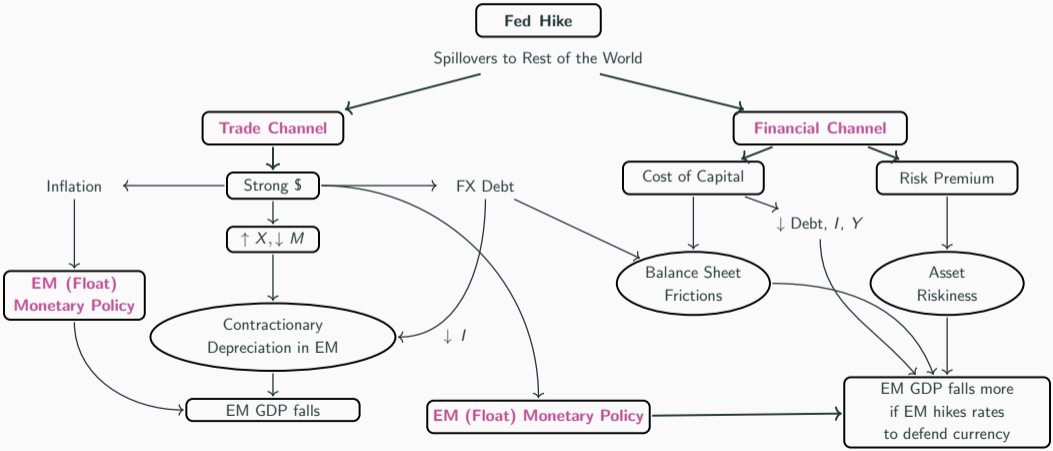 Fed Hike
Spillovers to Rest of the World
Trade Channel
Financial Channel
Inflation
Strong $
FX Debt
Cost of Capital
Risk Premium
↑ X, ↓ M
↓ Debt, I, Y
EM (Float)
Monetary Policy
Balance Sheet
Frictions
Asset
Riskiness
Contractionary
Depreciation in EM
↓ I
EM GDP falls
EM (Float) Monetary Policy
EM GDP falls more
if EM hikes rates
to defend currency